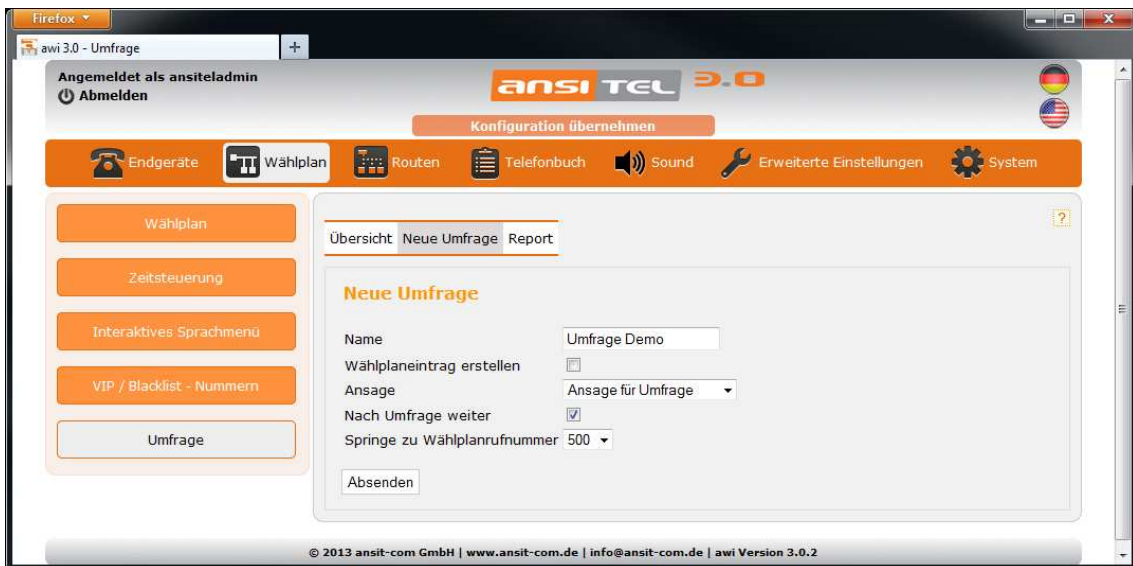 Firefox
awi 3.0 - Umfrage
Angemeldet als ansiteladmin
Abmelden
ansi TEL 3.0
Konfiguration übernehmen
Endgeräte Wählplan Routen Telefonbuch Sound Erweiterte Einstellungen System
Wählplan
Zeitsteuerung
Interaktives Sprachmenü
VIP / Blacklist - Nummern
Umfrage
?
Übersicht Neue Umfrage Report
Neue Umfrage
Name Umfrage Demo
Wählplaneintrag erstellen
Ansage Ansage für Umfrage
Nach Umfrage weiter
Springe zu Wählplanrufnummer 500
Absenden
© 2013 ansit-com GmbH | www.ansit-com.de | info@ansit-com.de | awi Version 3.0.2